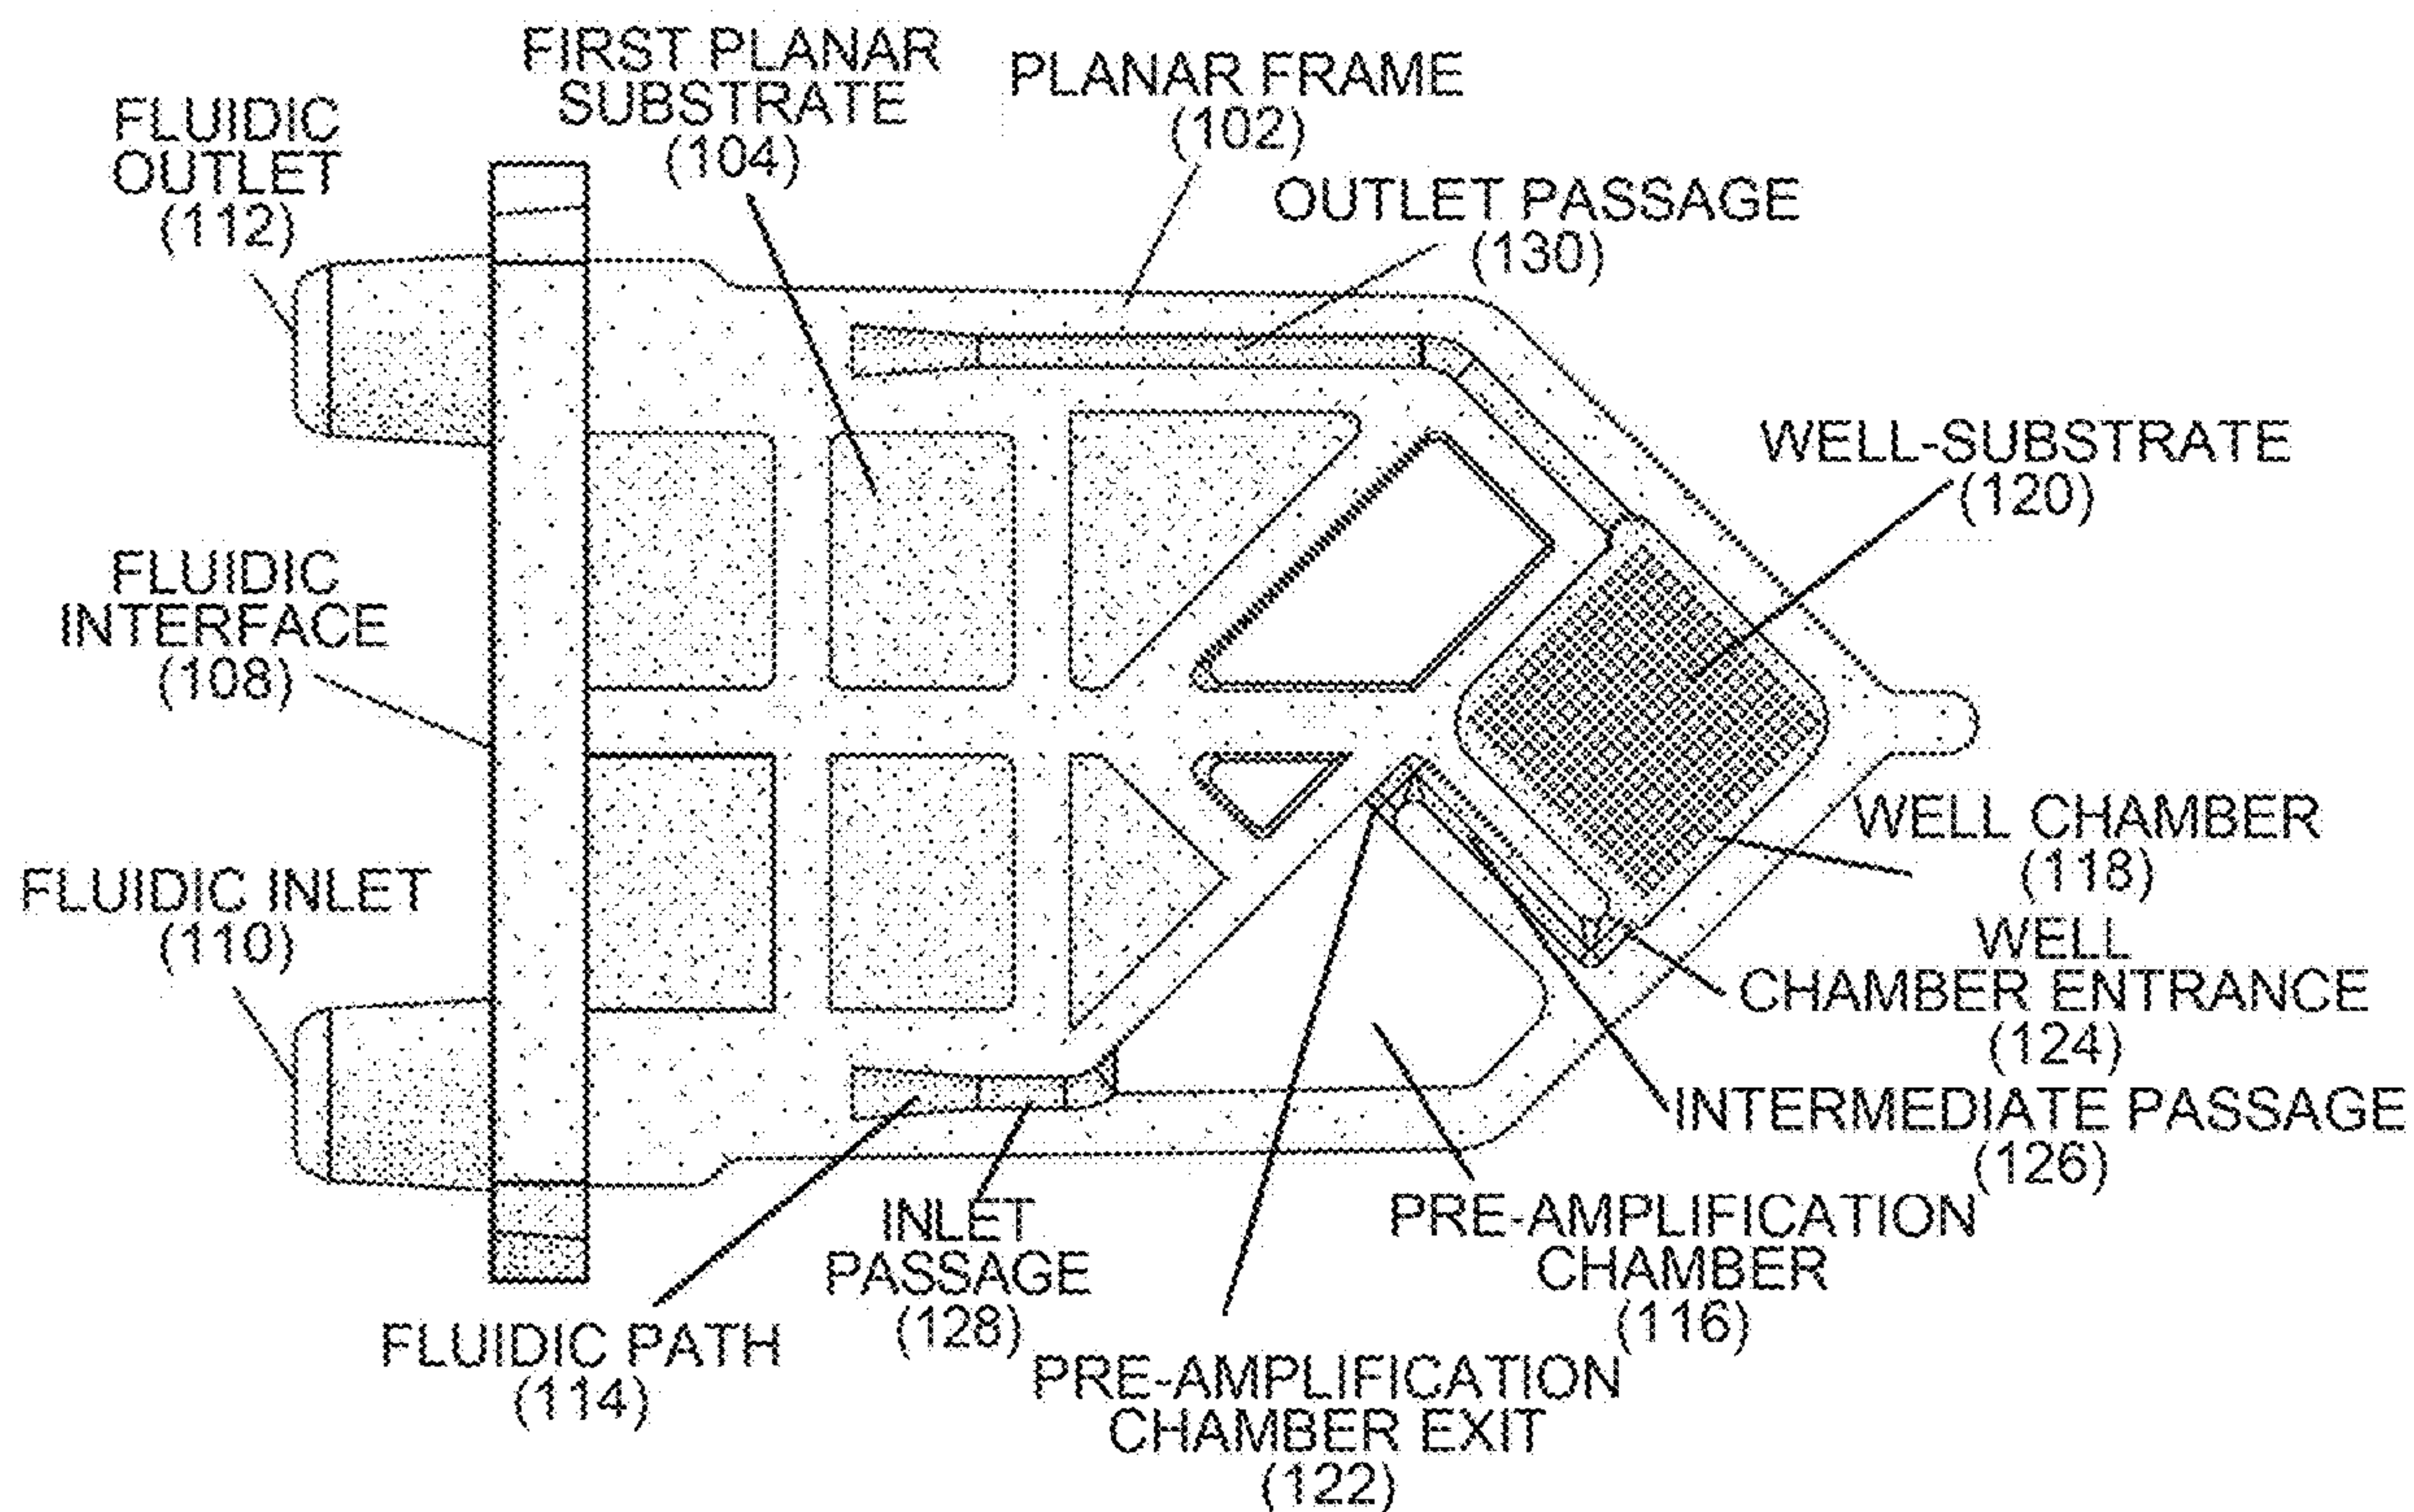 FIRST PLANAR
SUBSTRATE
(104)
PLANAR FRAME
(102)
FLUIDIC
OUTLET
(112)
OUTLET PASSAGE
(130)
WELL-SUBSTRATE
(120)
FLUIDIC
INTERFACE
(108)
WELL CHAMBER
(118)
FLUIDIC INLET
(110)
WELL
CHAMBER ENTRANCE
(124)
INTERMEDIATE PASSAGE
(126)
PRE-AMPLIFICATION
CHAMBER
(116)
INLET
PASSAGE
(128)
FLUIDIC PATH
(114)
PRE-AMPLIFICATION
CHAMBER EXIT
(122)